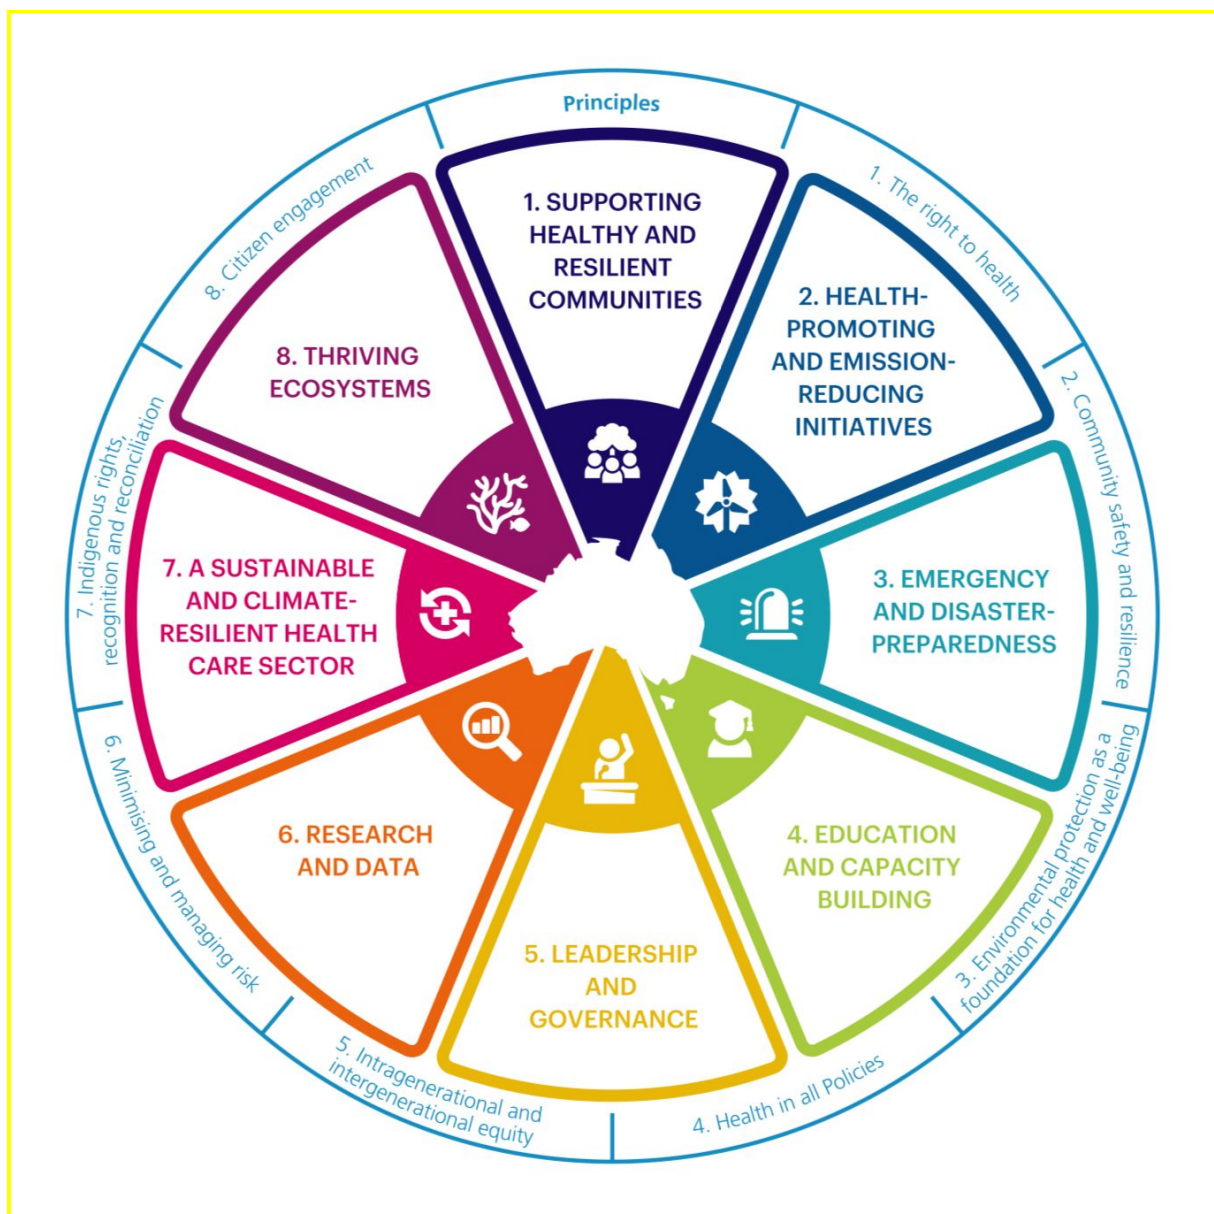 Principles
1. The right to health
2. Community safety and resilience
3. Environmental protection as a
foundation for health and well-being
4. Health in all Policies
5. Intragenerational and
intergenerational equity
6. Minimising and managing risk
7. Indigenous rights,
recognition and reconciliation
8. Citizen engagement
1. SUPPORTING
HEALTHY AND
RESILIENT
COMMUNITIES
2. HEALTH-
PROMOTING
AND EMISSION-
REDUCING
INITIATIVES
3. EMERGENCY
AND DISASTER-
PREPAREDNESS
4. EDUCATION
AND CAPACITY
BUILDING
5. LEADERSHIP
AND
GOVERNANCE
6. RESEARCH
AND DATA
7. A SUSTAINABLE
AND CLIMATE-
RESILIENT HEALTH
CARE SECTOR
8. THRIVING
ECOSYSTEMS